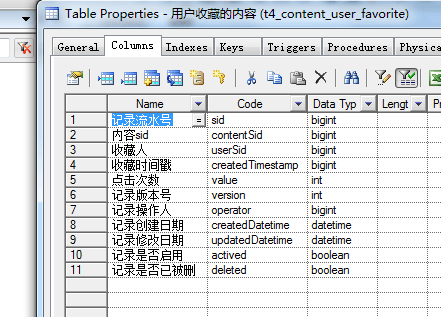 Table Properties - 用户收藏的内容 (t4_content_user_favorite)
General Columns Indexes Keys Triggers Procedures Physica
Name Code Data Typ Lengt Pr
1 记录流水号 = sid bigint
2 内容sid contentSid bigint
3 收藏人 userSid bigint
4 收藏时间戳 createdTimestamp bigint
5 点击次数 value int
6 记录版本号 version int
7 记录操作人 operator bigint
8 记录创建日期 createdDatetime datetime
9 记录修改日期 updatedDatetime datetime
10 记录是否启用 actived boolean
11 记录是否已被删 deleted boolean